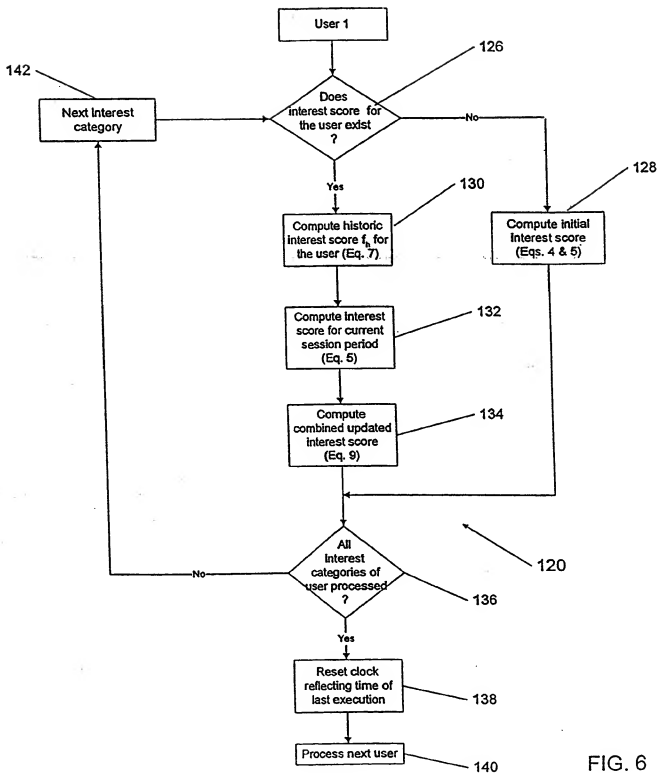 User 1
126
142
Does
interest score for
the user exist
?
Next Interest
category
No
Yes
130
128
Compute historic
interest score fh for
the user (Eq. 7)
Compute initial
Interest score
(Eqs. 4 & 5)
Compute Interest
score for current
session period
(Eq. 5)
132
Compute
combined updated
interest score
(Eq. 9)
134
All
Interest
categories of
user processed
?
120
136
No
Yes
Reset clock
reflecting time of
last execution
138
Process next user
140
FIG. 6